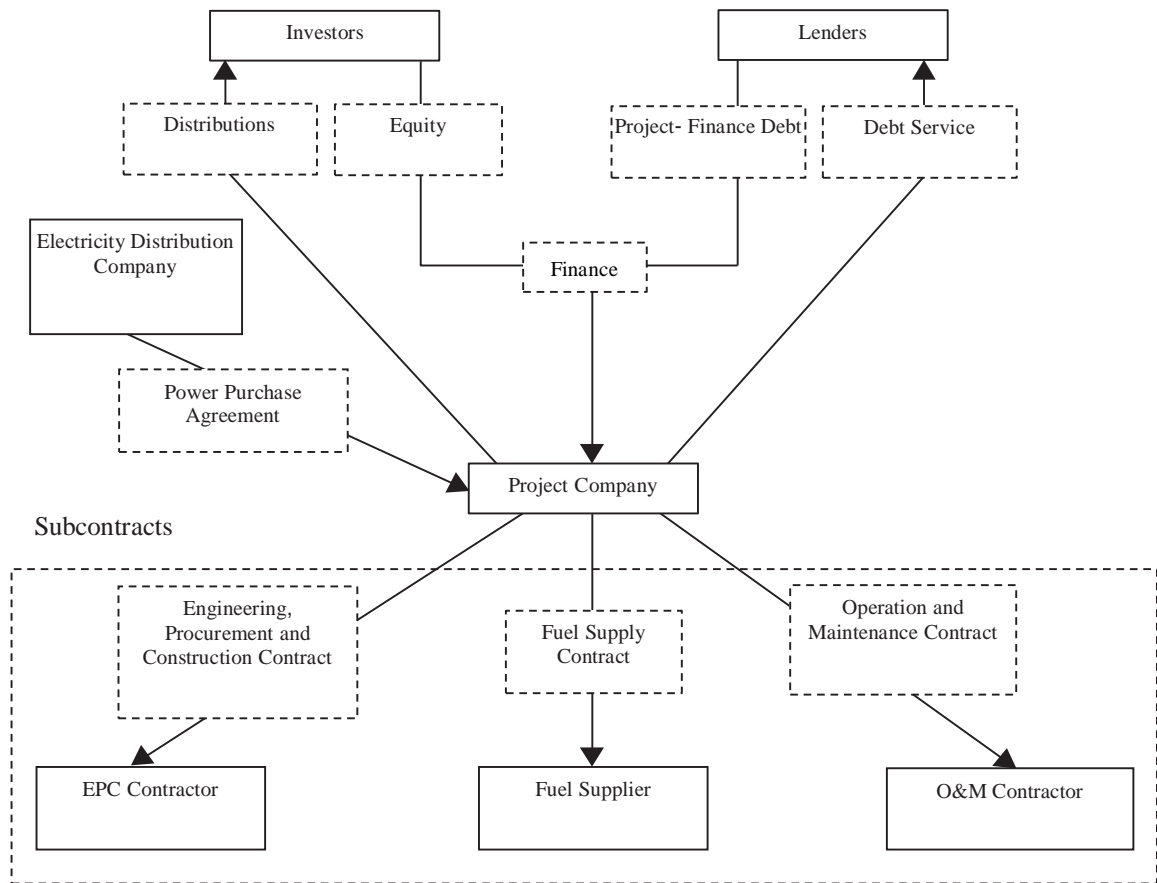 Investors
Lenders
Distributions
Equity
Project- Finance Debt
Debt Service
Electricity Distribution
Company
Finance
Power Purchase
Agreement
Project Company
Subcontracts
Engineering,
Procurement and
Construction Contract
Fuel Supply
Contract
Operation and
Maintenance Contract
EPC Contractor
Fuel Supplier
O&M Contractor